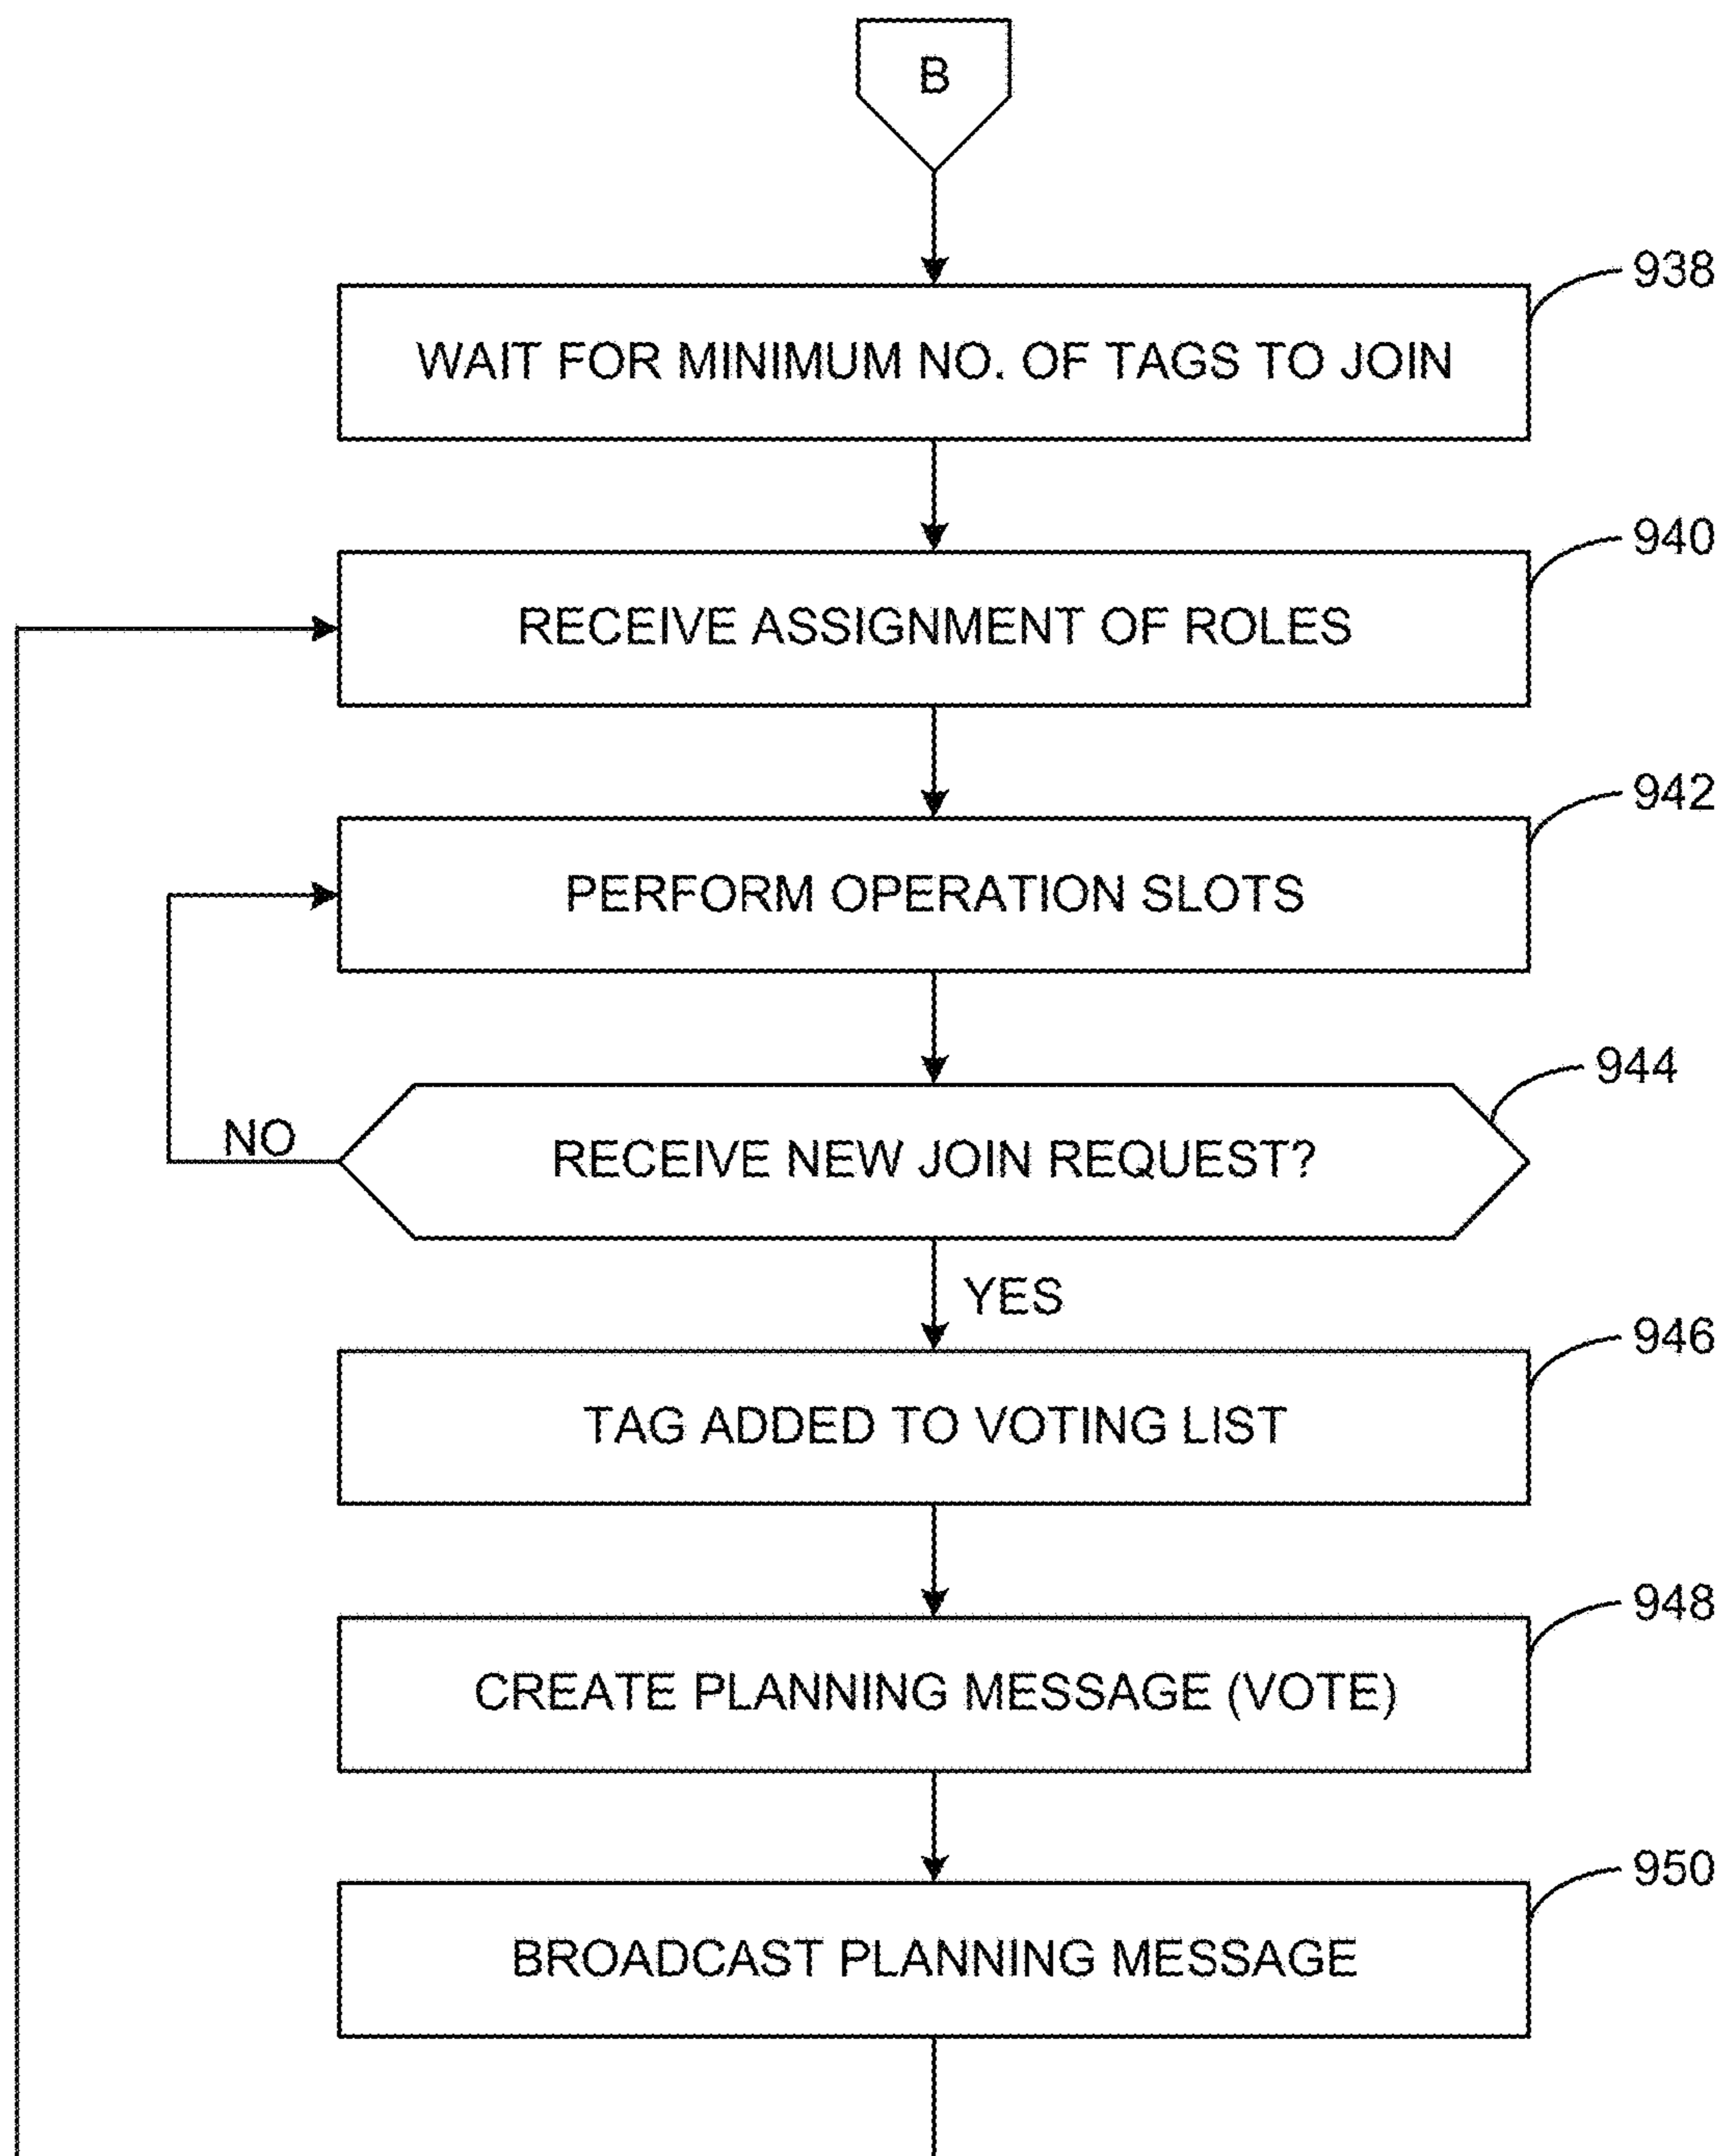 B
938
WAIT FOR MINIMUM NO. OF TAGS TO JOIN
940
RECEIVE ASSIGNMENT OF ROLES
942
PERFORM OPERATION SLOTS
944
NO
RECEIVE NEW JOIN REQUEST?
YES
946
TAG ADDED TO VOTING LIST
948
CREATE PLANNING MESSAGE (VOTE)
950
BROADCAST PLANNING MESSAGE